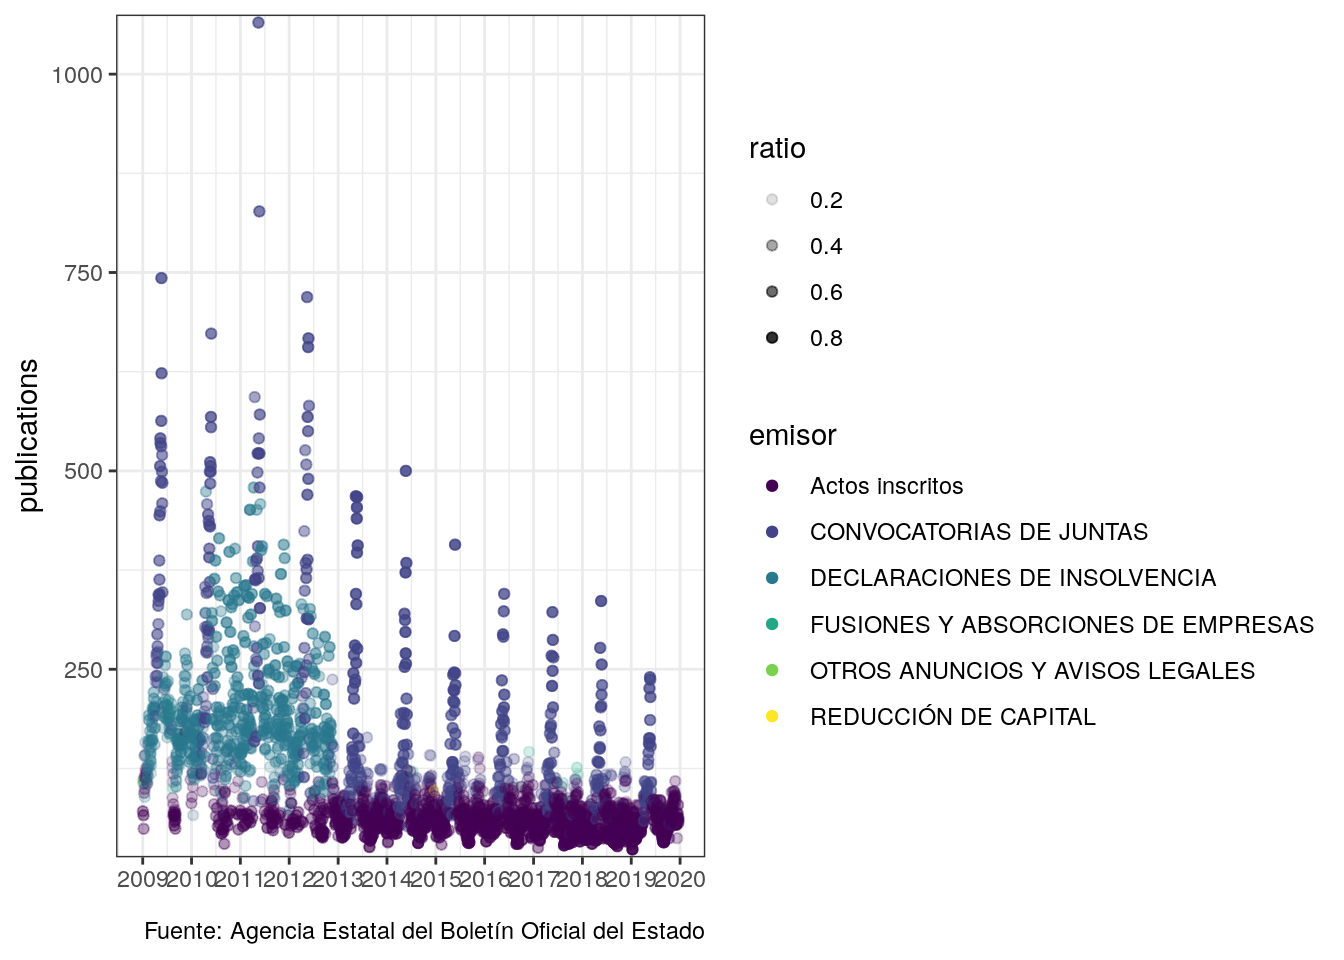 1000
750
500
250
publications
2009 2010 2011 2012 2013 2014 2015 2016 2017 2018 2019 2020
Fuente: Agencia Estatal del Boletín Oficial del Estado
ratio
0.2
0.4
0.6
0.8
emisor
Actos inscritos
CONVOCATORIAS DE JUNTAS
DECLARACIONES DE INSOLVENCIA
FUSIONES Y ABSORCIONES DE EMPRESAS
OTROS ANUNCIOS Y AVISOS LEGALES
REDUCCIÓN DE CAPITAL